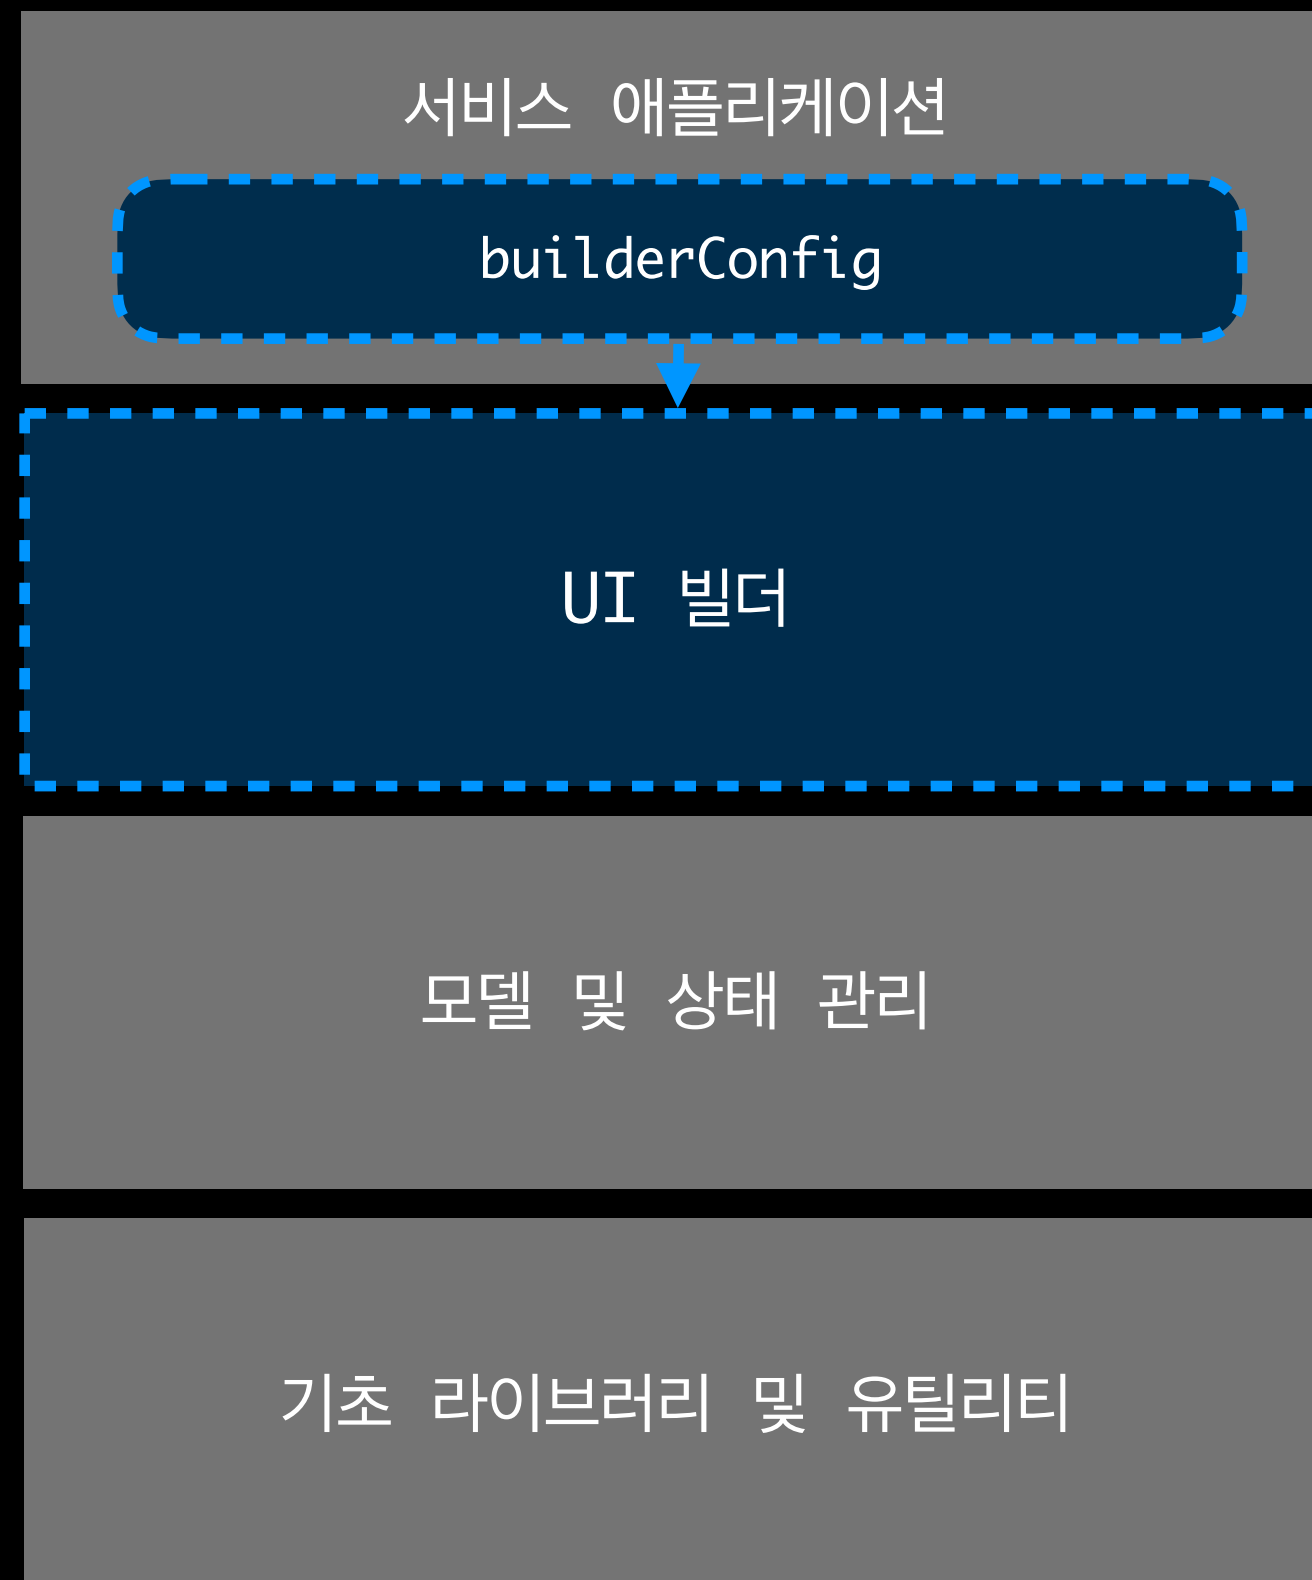 서비스 애플리케이션
builderConfig
UI 빌더
모델 및 상태 관리
기초 라이브러리 및 유틸리티